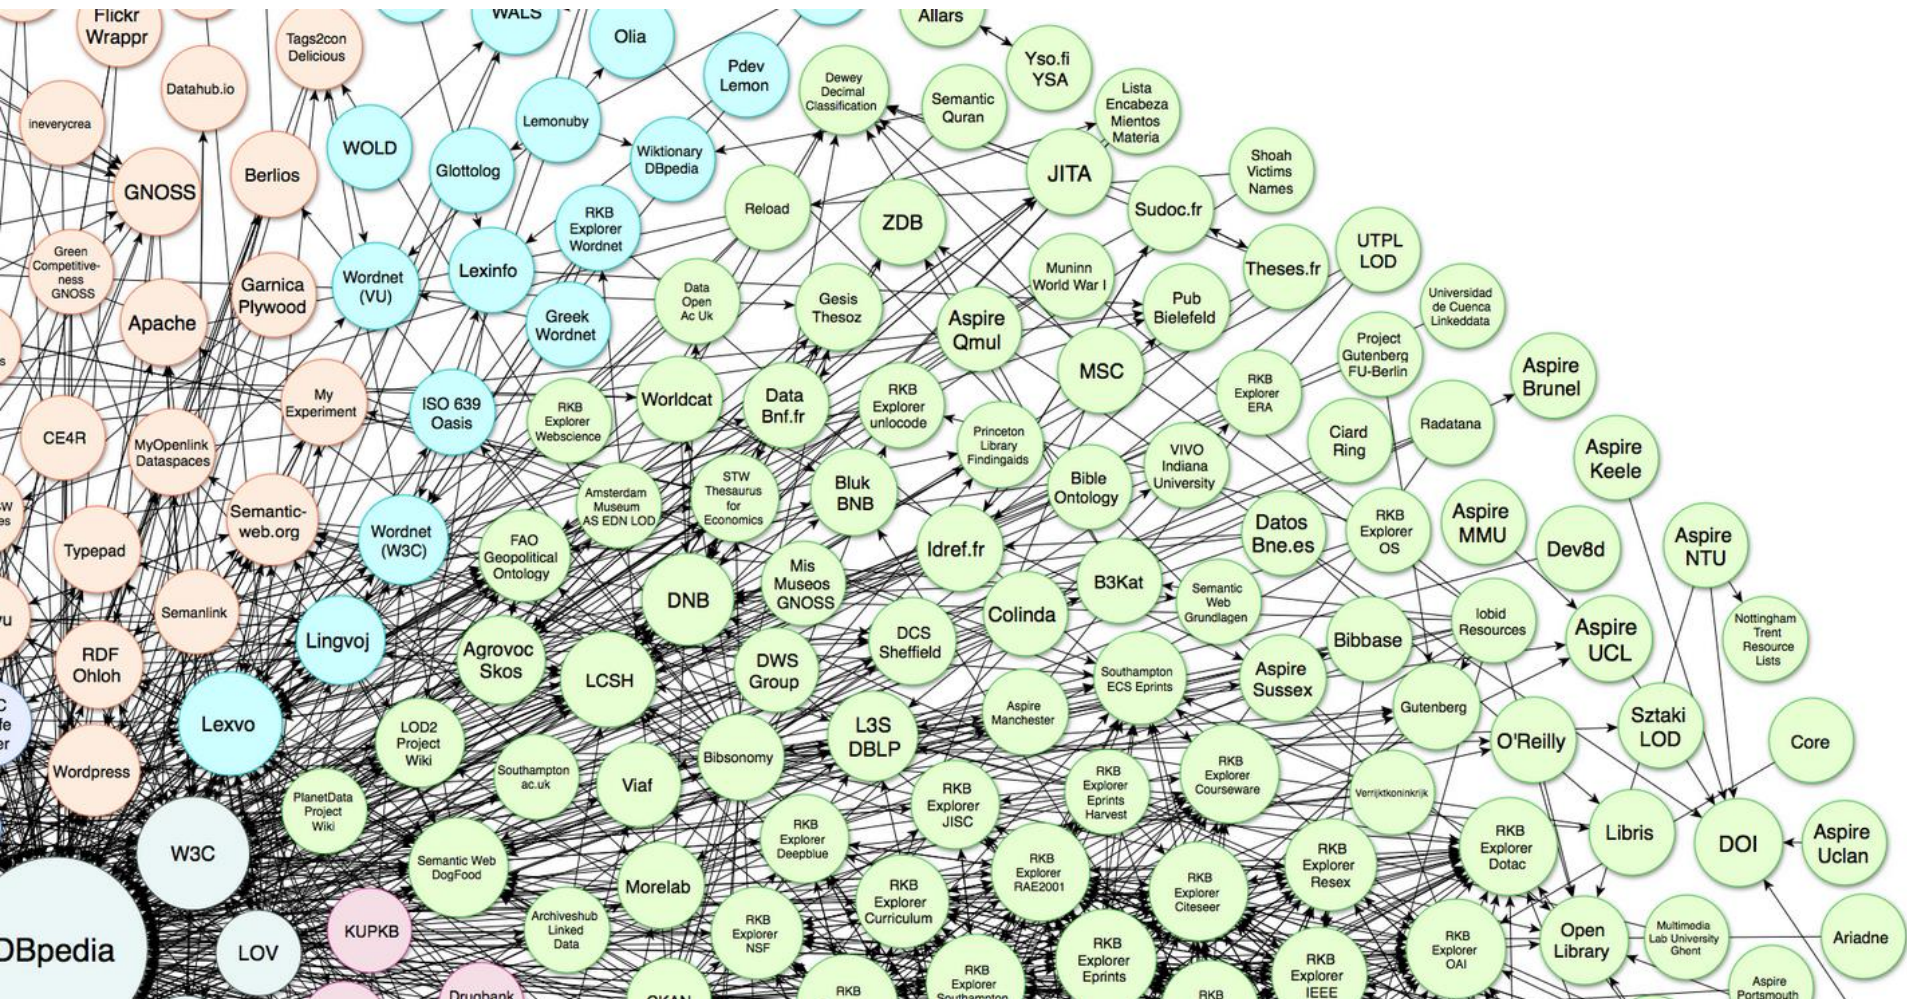 Flickr
Wrappr
Tags2con
Delicious
WALS
Olia
Allars
Datahub.io
Pdev
Lemon
Dewey
Decimal
Classification
Yso.fi
YSA
Semantic
Quran
Lista
Encabeza
Mientos
Materia
ineverycrea
WOLD
Lemonuby
Glottolog
Wiktionary
DBpedia
JITA
Shoah
Victims
Names
GNOSS
Berlios
RKB
Explorer
Wordnet
Reload
ZDB
Sudoc.fr
UTPL
LOD
Green
Competitive-
ness
GNOSS
Garnica
Plywood
Wordnet
(VU)
Lexinfo
Data
Open
Ac Uk
Gesis
Thesoz
Muninn
World War I
Theses.fr
Apache
Greek
Wordnet
Aspire
Qmul
Pub
Bielefeld
Universidad
de Cuenca
Linkeddata
Project
Gutenberg
FU-Berlin
s
My
Experiment
ISO 639
Oasis
RKB
Explorer
Webscience
Worldcat
Data
Bnf.fr
RKB
Explorer
unlocode
MSC
RKB
Explorer
ERA
Aspire
Brunel
CE4R
MyOpenlink
Dataspaces
Princeton
Library
Findingaids
VIVO
Indiana
University
Ciard
Ring
Radatana
Aspire
Keele
Semantic-
web.org
Wordnet
(W3C)
Amsterdam
Museum
AS EDN LOD
STW
Thesaurus
for
Economics
Bluk
BNB
Bible
Ontology
Datos
Bne.es
RKB
Explorer
OS
Aspire
MMU
Dev8d
Aspire
NTU
Typepad
FAO
Geopolitical
Ontology
DNB
Mis
Museos
GNOSS
Idref.fr
B3Kat
Semantic
Web
Grundlagen
Semanlink
Lingvoj
Agrovoc
Skos
LCSH
DWS
Group
DCS
Sheffield
Colinda
Southampton
ECS Eprints
Aspire
Sussex
Bibbase
lobid
Resources
Aspire
UCL
Nottingham
Trent
Resource
Lists
RDF
Ohloh
Lexvo
LOD2
Project
Wiki
Southampton
ac.uk
Viaf
Bibsonomy
L3S
DBLP
Aspire
Manchester
Gutenberg
O'Reilly
Sztaki
LOD
Core
Wordpress
PlanetData
Project
Wiki
RKB
Explorer
JISC
RKB
Explorer
Eprints
Harvest
RKB
Explorer
Courseware
Verrijktkoninkrijk
W3C
Semantic Web
DogFood
Morelab
RKB
Explorer
Deepblue
RKB
Explorer
RAE2001
RKB
Explorer
Citeseer
RKB
Explorer
Resex
RKB
Explorer
Dotac
Libris
DOI
Aspire
Uclan
DBpedia
LOV
KUPKB
Archiveshub
Linked
Data
RKB
Explorer
NSF
RKB
Explorer
Curriculum
RKB
Explorer
Eprints
RKB
Explorer
IEEE
RKB
Explorer
OAI
Open
Library
Multimedia
Lab University
Ghent
Ariadne
Drugbank
CKAN
RKB
RKB
Explorer
Southampton
RKB
Aspire
Portsmouth